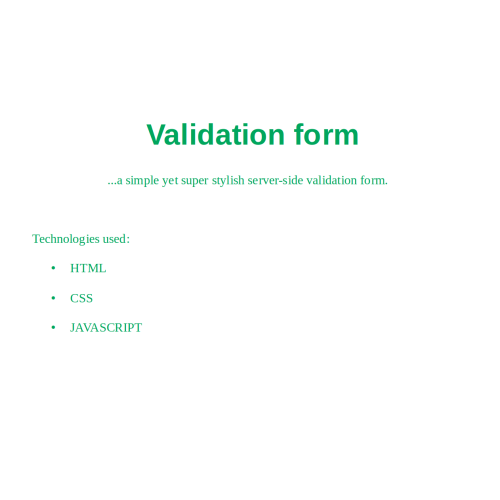 Validation form
...a simple yet super stylish server-side validation form.
Technologies used:
• HTML
• CSS
• JAVASCRIPT